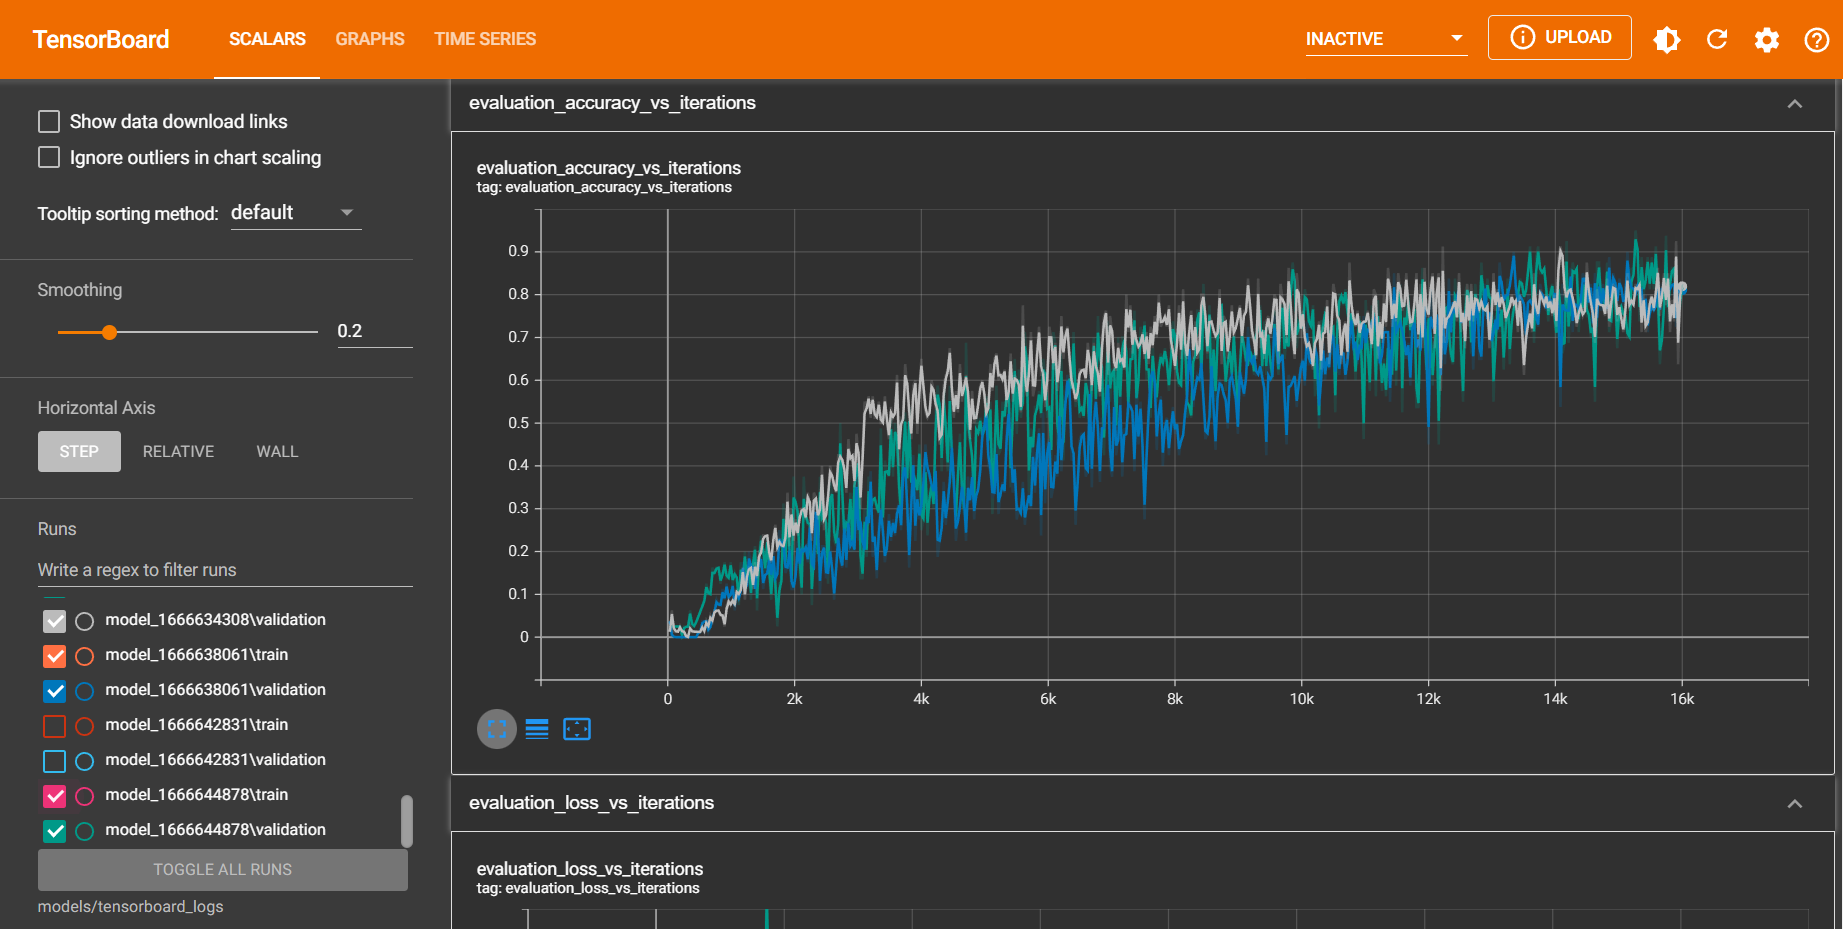 TensorBoard SCALARS GRAPHS TIME SERIES INACTIVE UPLOAD
Show data download links
Ignore outliers in chart scaling
Tooltip sorting method: default
Smoothing
0.2
Horizontal Axis
STEP RELATIVE WALL
Runs
Write a regex to filter runs
model_1666634308\validation
model_1666638061\train
model_1666638061\validation
model_1666642831\train
model_1666642831\validation
model_1666644878\train
model_1666644878\validation
TOGGLE ALL RUNS
models/tensorboard_logs
evaluation_accuracy_vs_iterations
evaluation_accuracy_vs_iterations
tag: evaluation_accuracy_vs_iterations
0.9
0.8
0.7
0.6
0.5
0.4
0.3
0.2
0.1
0
0 2k 4k 6k 8k 10k 12k 14k 16k
evaluation_loss_vs_iterations
evaluation_loss_vs_iterations
tag: evaluation_loss_vs_iterations